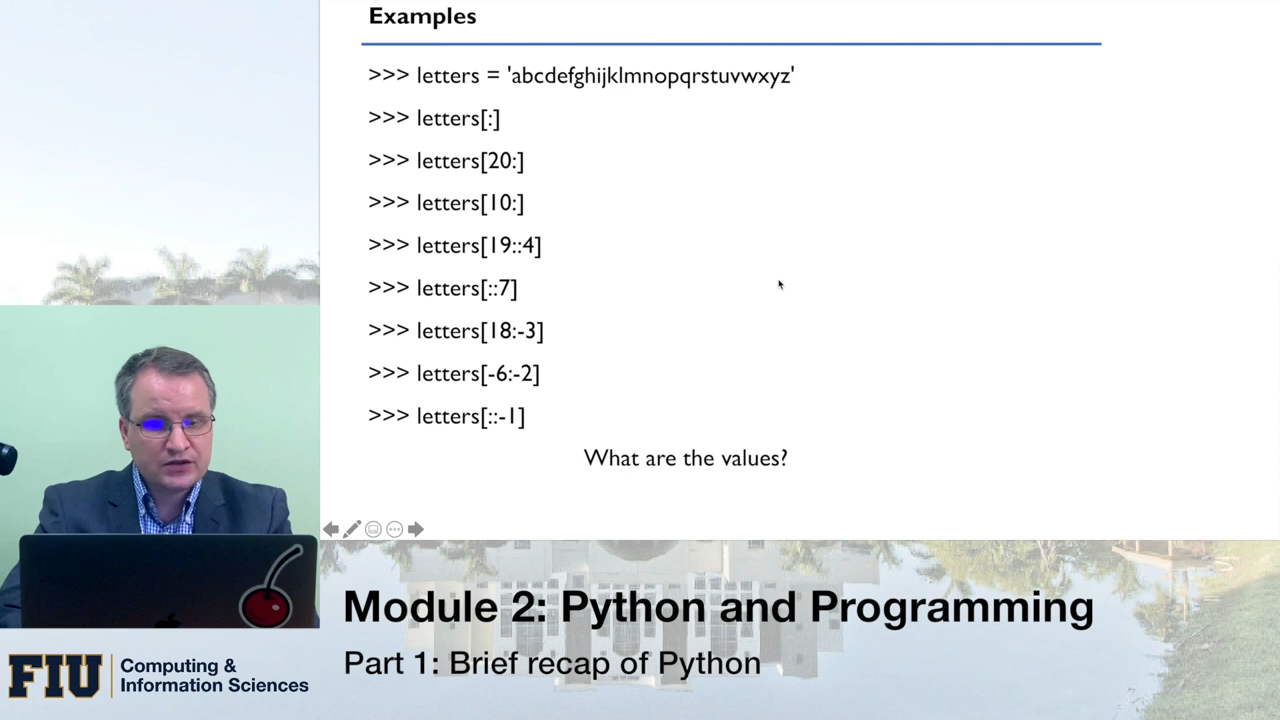 Examples
>>> letters = 'abcdefghijklmnopqrstuvwxyz'
>>> letters[:]
>>> letters[20:]
>>> letters[10:]
>>> letters[19::4]
>>> letters[::7]
>>> letters[18:-3]
>>> letters[-6:-2]
>>> letters[::-1]
What are the values?
Module 2: Python and Programming
Part 1: Brief recap of Python
FIU
Computing &
Information Sciences